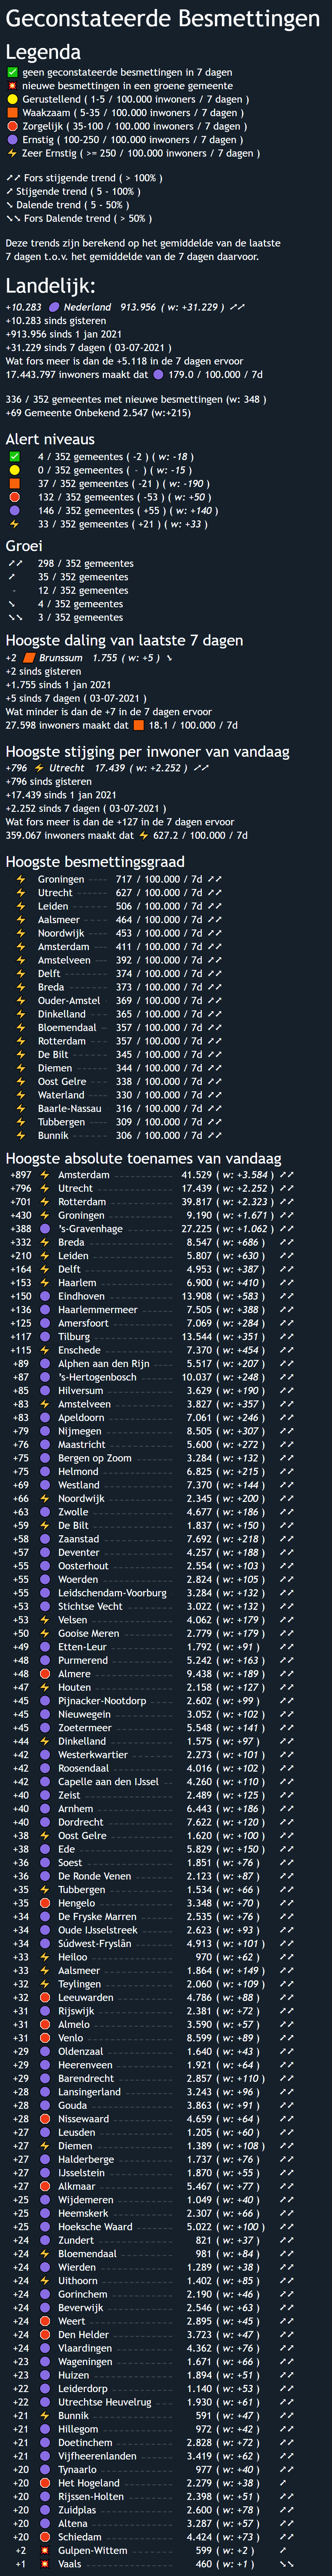 Geconstateerde Besmettingen
Legenda
geen geconstateerde besmettingen in 7 dagen
nieuwe besmettingen in een groene gemeente
Gerustellend ( 1-5 / 100.000 inwoners / 7 dagen )
Waakzaam ( 5-35 / 100.000 inwoners / 7 dagen )
Zorgelijk ( 35-100 / 100.000 inwoners / 7 dagen )
Ernstig ( 100-250 / 100.000 inwoners / 7 dagen )
Zeer Ernstig ( >= 250 / 100.000 inwoners / 7 dagen )
↗↗ Fors stijgende trend ( > 100% )
↗ Stijgende trend ( 5 - 100% )
↘ Dalende trend ( 5 - 50% )
↘↘ Fors Dalende trend ( > 50% )
Deze trends zijn berekend op het gemiddelde van de laatste
7 dagen t.o.v. het gemiddelde van de 7 dagen daarvoor.
Landelijk:
+10.283 Nederland 913.956 ( w: +31.229 ) ↗↗
+10.283 sinds gisteren
+913.956 sinds 1 jan 2021
+31.229 sinds 7 dagen ( 03-07-2021 )
Wat fors meer is dan de +5.118 in de 7 dagen ervoor
17.443.797 inwoners maakt dat 179.0 / 100.000 / 7d
336 / 352 gemeentes met nieuwe besmettingen (w: 348 )
+69 Gemeente Onbekend 2.547 (w:+215)
Alert niveaus
4 / 352 gemeentes ( -2 ) ( w: -18 )
0 / 352 gemeentes ( - ) ( w: -15 )
37 / 352 gemeentes ( -21 ) ( w: -190 )
132 / 352 gemeentes ( -53 ) ( w: +50 )
146 / 352 gemeentes ( +55 ) ( w: +140 )
33 / 352 gemeentes ( +21 ) ( w: +33 )
Groei
↗↗ 298 / 352 gemeentes
↗ 35 / 352 gemeentes
- 12 / 352 gemeentes
↘ 4 / 352 gemeentes
↘↘ 3 / 352 gemeentes
Hoogste daling van laatste 7 dagen
+2 Brunssum 1.755 ( w: +5 ) ↘
+2 sinds gisteren
+1.755 sinds 1 jan 2021
+5 sinds 7 dagen ( 03-07-2021 )
Wat minder is dan de +7 in de 7 dagen ervoor
27.598 inwoners maakt dat 18.1 / 100.000 / 7d
Hoogste stijging per inwoner van vandaag
+796 Utrecht 17.439 ( w: +2.252 ) ↗↗
+796 sinds gisteren
+17.439 sinds 1 jan 2021
+2.252 sinds 7 dagen ( 03-07-2021 )
Wat fors meer is dan de +127 in de 7 dagen ervoor
359.067 inwoners maakt dat 627.2 / 100.000 / 7d
Hoogste besmettingsgraad
Groningen 717 / 100.000 / 7d ↗↗
Utrecht 627 / 100.000 / 7d ↗↗
Leiden 506 / 100.000 / 7d ↗↗
Aalsmeer 464 / 100.000 / 7d ↗↗
Noordwijk 453 / 100.000 / 7d ↗↗
Amsterdam 411 / 100.000 / 7d ↗↗
Amstelveen 392 / 100.000 / 7d ↗↗
Delft 374 / 100.000 / 7d ↗↗
Breda 373 / 100.000 / 7d ↗↗
Ouder-Amstel 369 / 100.000 / 7d ↗↗
Dinkelland 365 / 100.000 / 7d ↗↗
Bloemendaal 357 / 100.000 / 7d ↗↗
Rotterdam 357 / 100.000 / 7d ↗↗
De Bilt 345 / 100.000 / 7d ↗↗
Diemen 344 / 100.000 / 7d ↗↗
Oost Gelre 338 / 100.000 / 7d ↗↗
Waterland 330 / 100.000 / 7d ↗↗
Baarle-Nassau 316 / 100.000 / 7d ↗↗
Tubbergen 309 / 100.000 / 7d ↗↗
Bunnik 306 / 100.000 / 7d ↗↗
Hoogste absolute toenames van vandaag
+897 Amsterdam 41.529 ( w: +3.584 ) ↗↗
+796 Utrecht 17.439 ( w: +2.252 ) ↗↗
+701 Rotterdam 39.817 ( w: +2.323 ) ↗↗
+430 Groningen 9.190 ( w: +1.671 ) ↗↗
+388 's-Gravenhage 27.225 ( w: +1.062 ) ↗↗
+332 Breda 8.547 ( w: +686 ) ↗↗
+210 Leiden 5.807 ( w: +630 ) ↗↗
+164 Delft 4.953 ( w: +387 ) ↗↗
+153 Haarlem 6.900 ( w: +410 ) ↗↗
+150 Eindhoven 13.908 ( w: +583 ) ↗↗
+136 Haarlemmermeer 7.505 ( w: +388 ) ↗↗
+125 Amersfoort 7.069 ( w: +284 ) ↗↗
+117 Tilburg 13.544 ( w: +351 ) ↗↗
+115 Enschede 7.370 ( w: +454 ) ↗↗
+89 Alphen aan den Rijn 5.517 ( w: +207 ) ↗↗
+87 's-Hertogenbosch 10.037 ( w: +248 ) ↗↗
+85 Hilversum 3.629 ( w: +190 ) ↗↗
+83 Amstelveen 3.827 ( w: +357 ) ↗↗
+83 Apeldoorn 7.061 ( w: +246 ) ↗↗
+79 Nijmegen 8.505 ( w: +307 ) ↗↗
+76 Maastricht 5.600 ( w: +272 ) ↗↗
+75 Bergen op Zoom 3.284 ( w: +132 ) ↗↗
+75 Helmond 6.825 ( w: +215 ) ↗↗
+69 Westland 7.370 ( w: +144 ) ↗↗
+66 Noordwijk 2.345 ( w: +200 ) ↗↗
+63 Zwolle 4.677 ( w: +186 ) ↗↗
+59 De Bilt 1.837 ( w: +150 ) ↗↗
+58 Zaanstad 7.692 ( w: +218 ) ↗↗
+57 Deventer 4.257 ( w: +188 ) ↗↗
+55 Oosterhout 2.554 ( w: +103 ) ↗↗
+55 Woerden 2.824 ( w: +105 ) ↗↗
+55 Leidschendam-Voorburg 3.284 ( w: +132 ) ↗↗
+53 Stichtse Vecht 3.022 ( w: +132 ) ↗↗
+53 Velsen 4.062 ( w: +179 ) ↗↗
+50 Gooise Meren 2.779 ( w: +179 ) ↗↗
+49 Etten-Leur 1.792 ( w: +91 ) ↗↗
+48 Purmerend 5.242 ( w: +163 ) ↗↗
+48 Almere 9.438 ( w: +189 ) ↗↗
+47 Houten 2.158 ( w: +127 ) ↗↗
+45 Pijnacker-Nootdorp 2.602 ( w: +99 ) ↗↗
+45 Nieuwegein 3.052 ( w: +102 ) ↗↗
+45 Zoetermeer 5.548 ( w: +141 ) ↗↗
+44 Dinkelland 1.575 ( w: +97 ) ↗↗
+42 Westerkwartier 2.273 ( w: +101 ) ↗↗
+42 Roosendaal 4.016 ( w: +102 ) ↗↗
+42 Capelle aan den IJssel 4.260 ( w: +110 ) ↗↗
+40 Zeist 2.489 ( w: +125 ) ↗↗
+40 Arnhem 6.443 ( w: +186 ) ↗↗
+40 Dordrecht 7.622 ( w: +120 ) ↗↗
+38 Oost Gelre 1.620 ( w: +100 ) ↗↗
+38 Ede 5.829 ( w: +150 ) ↗↗
+36 Soest 1.851 ( w: +76 ) ↗↗
+36 De Ronde Venen 2.123 ( w: +87 ) ↗↗
+35 Tubbergen 1.534 ( w: +66 ) ↗↗
+35 Hengelo 3.348 ( w: +70 ) ↗↗
+34 De Fryske Marren 2.535 ( w: +76 ) ↗↗
+34 Oude IJsselstreek 2.623 ( w: +93 ) ↗↗
+34 Súdwest-Fryslân 4.913 ( w: +101 ) ↗↗
+33 Heiloo 970 ( w: +62 ) ↗↗
+33 Aalsmeer 1.864 ( w: +149 ) ↗↗
+32 Teylingen 2.060 ( w: +109 ) ↗↗
+32 Leeuwarden 4.786 ( w: +88 ) ↗↗
+31 Rijswijk 2.381 ( w: +72 ) ↗↗
+31 Almelo 3.590 ( w: +57 ) ↗↗
+31 Venlo 8.599 ( w: +89 ) ↗↗
+29 Oldenzaal 1.640 ( w: +43 ) ↗↗
+29 Heerenveen 1.921 ( w: +64 ) ↗↗
+29 Barendrecht 2.857 ( w: +110 ) ↗↗
+28 Lansingerland 3.243 ( w: +96 ) ↗↗
+28 Gouda 3.863 ( w: +91 ) ↗↗
+28 Nissewaard 4.659 ( w: +64 ) ↗↗
+27 Leusden 1.205 ( w: +60 ) ↗↗
+27 Diemen 1.389 ( w: +108 ) ↗↗
+27 Halderberge 1.737 ( w: +76 ) ↗↗
+27 IJsselstein 1.870 ( w: +55 ) ↗↗
+27 Alkmaar 5.467 ( w: +77 ) ↗↗
+25 Wijdemeren 1.049 ( w: +40 ) ↗↗
+25 Heemskerk 2.307 ( w: +66 ) ↗↗
+25 Hoeksche Waard 5.022 ( w: +100 ) ↗↗
+24 Zundert 821 ( w: +37 ) ↗↗
+24 Bloemendaal 981 ( w: +84 ) ↗↗
+24 Wierden 1.289 ( w: +38 ) ↗↗
+24 Uithoorn 1.402 ( w: +85 ) ↗↗
+24 Gorinchem 2.190 ( w: +46 ) ↗↗
+24 Beverwijk 2.546 ( w: +63 ) ↗↗
+24 Weert 2.895 ( w: +45 ) ↗↗
+24 Den Helder 3.723 ( w: +47 ) ↗↗
+24 Vlaardingen 4.362 ( w: +76 ) ↗↗
+23 Wageningen 1.671 ( w: +66 ) ↗↗
+23 Huizen 1.894 ( w: +51 ) ↗↗
+22 Leiderdorp 1.140 ( w: +53 ) ↗↗
+22 Utrechtse Heuvelrug 1.930 ( w: +61 ) ↗↗
+21 Bunnik 591 ( w: +47 ) ↗↗
+21 Hillegom 972 ( w: +42 ) ↗↗
+21 Doetinchem 2.828 ( w: +72 ) ↗↗
+21 Vijfheerenlanden 3.419 ( w: +62 ) ↗↗
+20 Tynaarlo 977 ( w: +40 ) ↗↗
+20 Het Hogeland 2.279 ( w: +38 ) ↗
+20 Rijssen-Holten 2.398 ( w: +51 ) ↗↗
+20 Zuidplas 2.600 ( w: +78 ) ↗↗
+20 Altena 3.287 ( w: +57 ) ↗↗
+20 Schiedam 4.424 ( w: +73 ) ↗↗
+2 Gulpen-Wittem 599 ( w: +2 ) ↗
+1 Vaals 460 ( w: +1 ) ↘↘